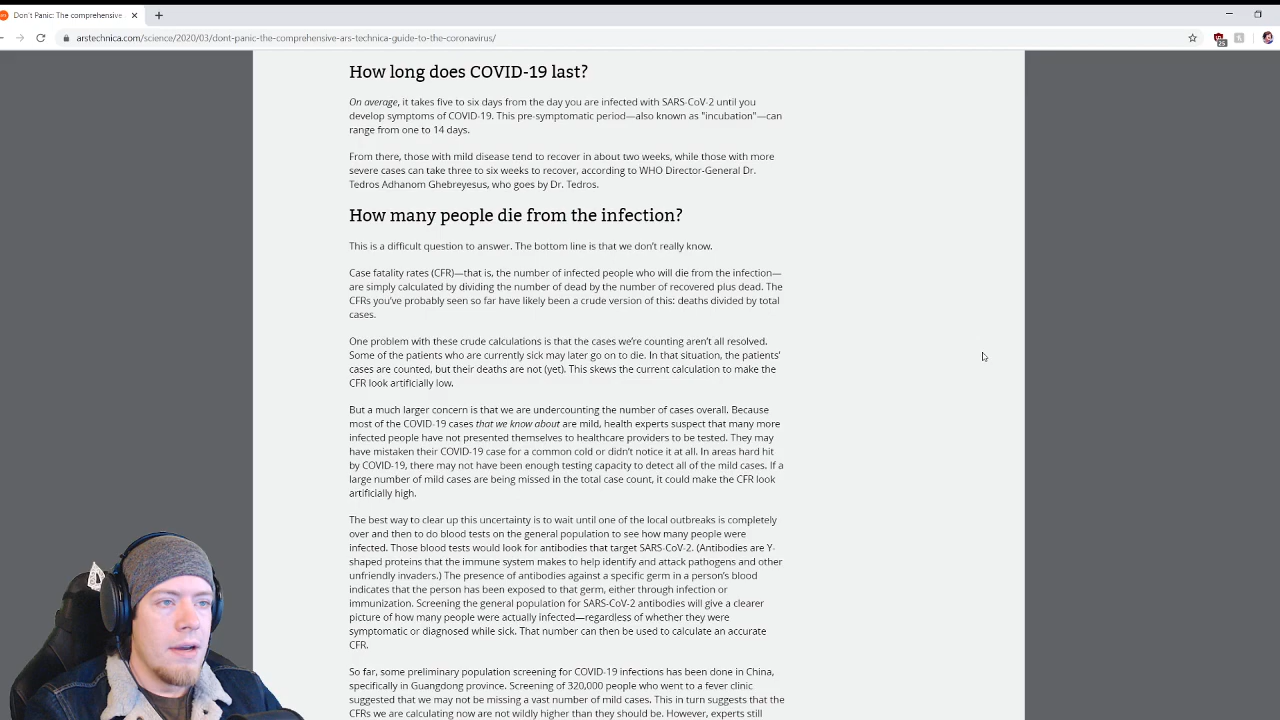 Don't Panic: The comprehensive
arstechnica.com/science/2020/03/dont-panic-the-comprehensive-ars-technica-guide-to-the-coronavirus/
25
How long does COVID-19 last?
On average, it takes five to six days from the day you are infected with SARS-CoV-2 until you
develop symptoms of COVID-19. This pre-symptomatic period—also known as "incubation"—can
range from one to 14 days.
From there, those with mild disease tend to recover in about two weeks, while those with more
severe cases can take three to six weeks to recover, according to WHO Director-General Dr.
Tedros Adhanom Ghebreyesus, who goes by Dr. Tedros.
How many people die from the infection?
This is a difficult question to answer. The bottom line is that we don't really know.
Case fatality rates (CFR)—that is, the number of infected people who will die from the infection—
are simply calculated by dividing the number of dead by the number of recovered plus dead. The
CFRs you've probably seen so far have likely been a crude version of this: deaths divided by total
cases.
One problem with these crude calculations is that the cases we're counting aren't all resolved.
Some of the patients who are currently sick may later go on to die. In that situation, the patients'
cases are counted, but their deaths are not (yet). This skews the current calculation to make the
CFR look artificially low.
But a much larger concern is that we are undercounting the number of cases overall. Because
most of the COVID-19 cases that we know about are mild, health experts suspect that many more
infected people have not presented themselves to healthcare providers to be tested. They may
have mistaken their COVID-19 case for a common cold or didn't notice it at all. In areas hard hit
by COVID-19, there may not have been enough testing capacity to detect all of the mild cases. If a
large number of mild cases are being missed in the total case count, it could make the CFR look
artificially high.
The best way to clear up this uncertainty is to wait until one of the local outbreaks is completely
over and then to do blood tests on the general population to see how many people were
infected. Those blood tests would look for antibodies that target SARS-CoV-2. (Antibodies are Y-
shaped proteins that the immune system makes to help identify and attack pathogens and other
unfriendly invaders.) The presence of antibodies against a specific germ in a person's blood
indicates that the person has been exposed to that germ, either through infection or
immunization. Screening the general population for SARS-CoV-2 antibodies will give a clearer
picture of how many people were actually infected—regardless of whether they were
symptomatic or diagnosed while sick. That number can then be used to calculate an accurate
CFR.
So far, some preliminary population screening for COVID-19 infections has been done in China,
specifically in Guangdong province. Screening of 320,000 people who went to a fever clinic
suggested that we may not be missing a vast number of mild cases. This in turn suggests that the
CFRs we are calculating now are not wildly higher than they should be. However, experts still